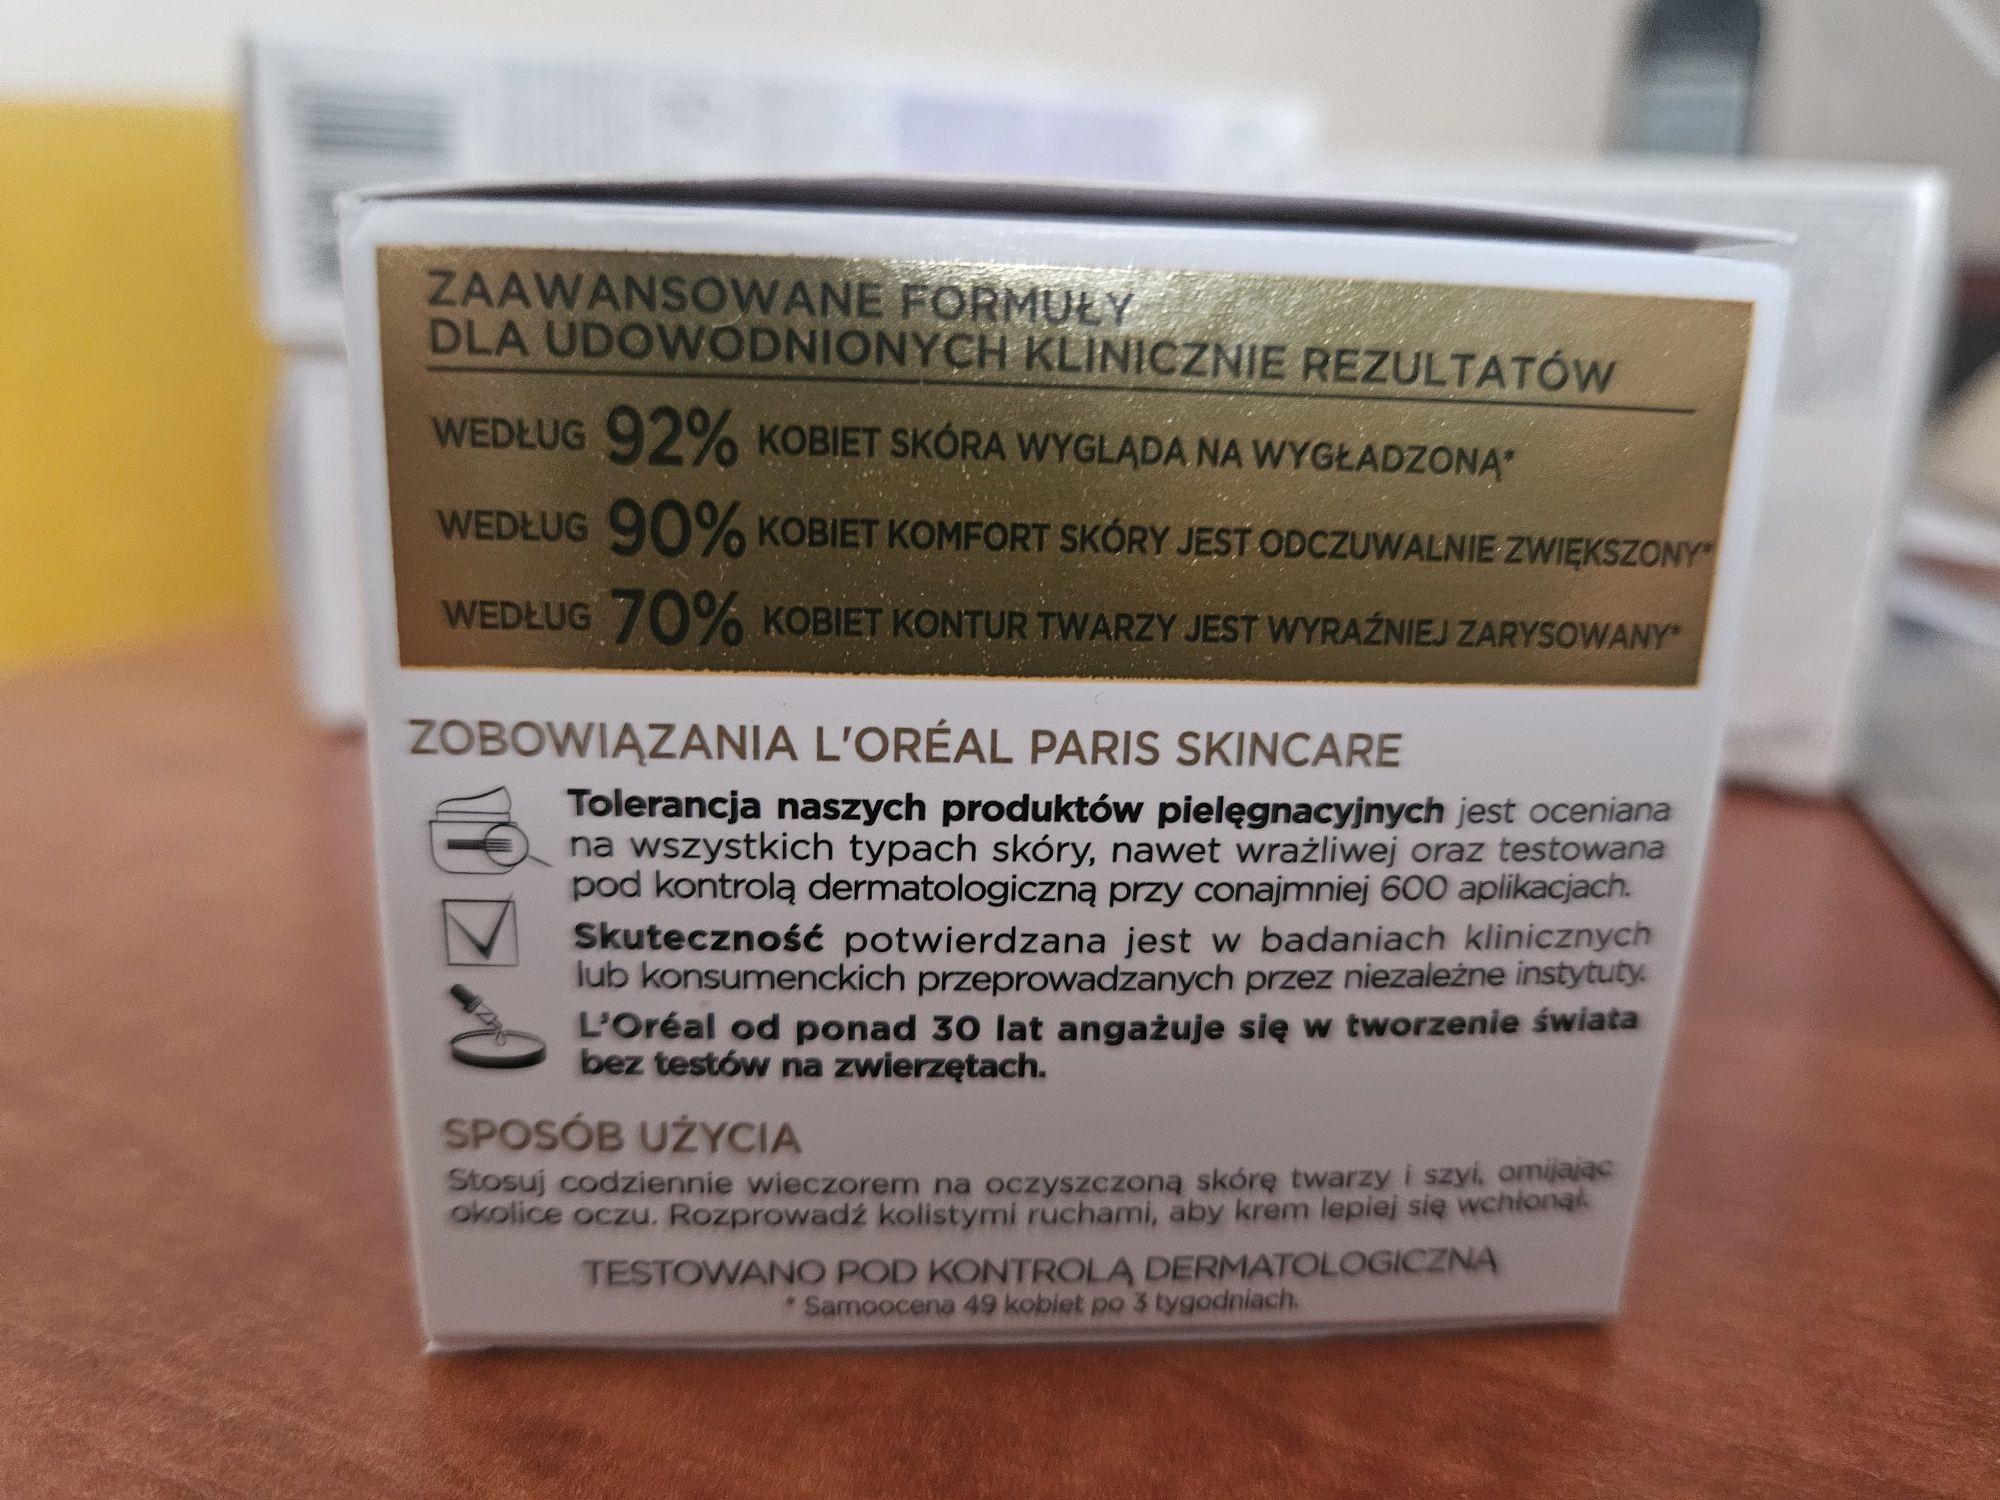 ZAAWANSOWANE FORMUŁY
DLA UDOWODNIONYCH KLINICZNIE REZULTATÓW
WEDŁUG 92% KOBIET SKÓRA WYGLĄDA NA WYGŁADZONĄ*
WEDŁUG 90% KOBIET KOMFORT SKÓRY JEST ODCZUWALNIE ZWIĘKSZONY*
WEDŁUG 70% KOBIET KONTUR TWARZY JEST WYRAŹNIEJ ZARYSOWANY*
ZOBOWIĄZANIA L'ORÉAL PARIS SKINCARE
Tolerancja naszych produktów pielęgnacyjnych jest oceniana
na wszystkich typach skóry, nawet wrażliwej oraz testowana
pod kontrolą dermatologiczną przy conajmniej 600 aplikacjach.
Skuteczność potwierdzana jest w badaniach klinicznych
lub konsumenckich przeprowadzanych przez niezależne instytuty.
L'Oréal od ponad 30 lat angażuje się w tworzenie świata
bez testów na zwierzętach.
SPOSÓB UŻYCIA
Stosuj codziennie wieczorem na oczyszczoną skórę twarzy i szyi, omijając
okolice oczu. Rozprowadź kolistymi ruchami, aby krem lepiej się wchłonął.
TESTOWANO POD KONTROLĄ DERMATOLOGICZNĄ
* Samoocena 49 kobiet po 3 tygodniach.